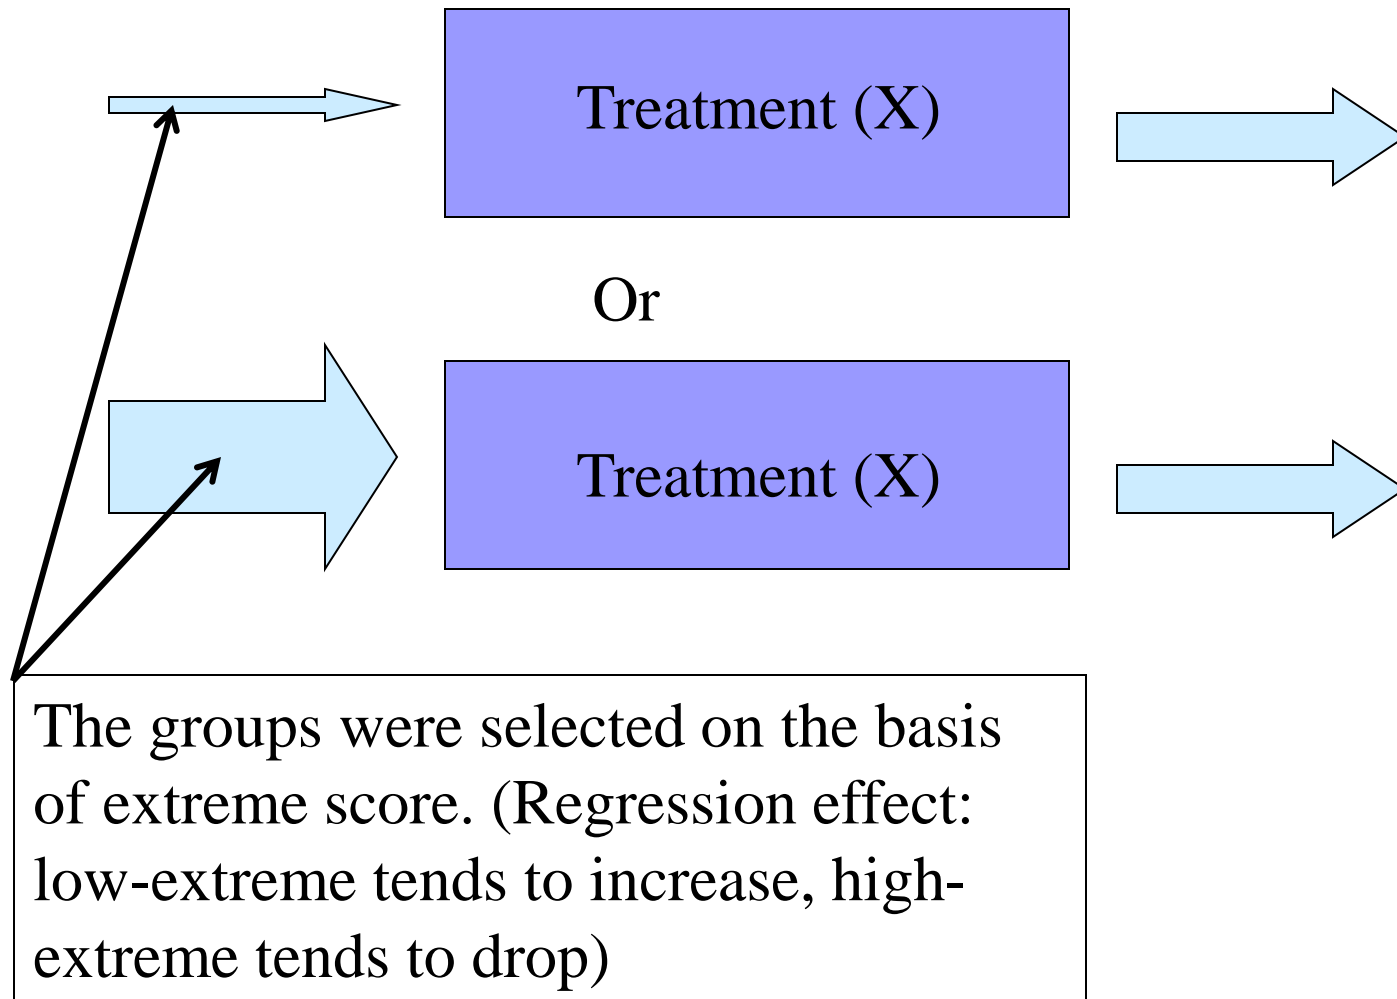 Treatment (X)
Or
Treatment (X)
The groups were selected on the basis
of extreme score. (Regression effect:
low-extreme tends to increase, high-
extreme tends to drop)